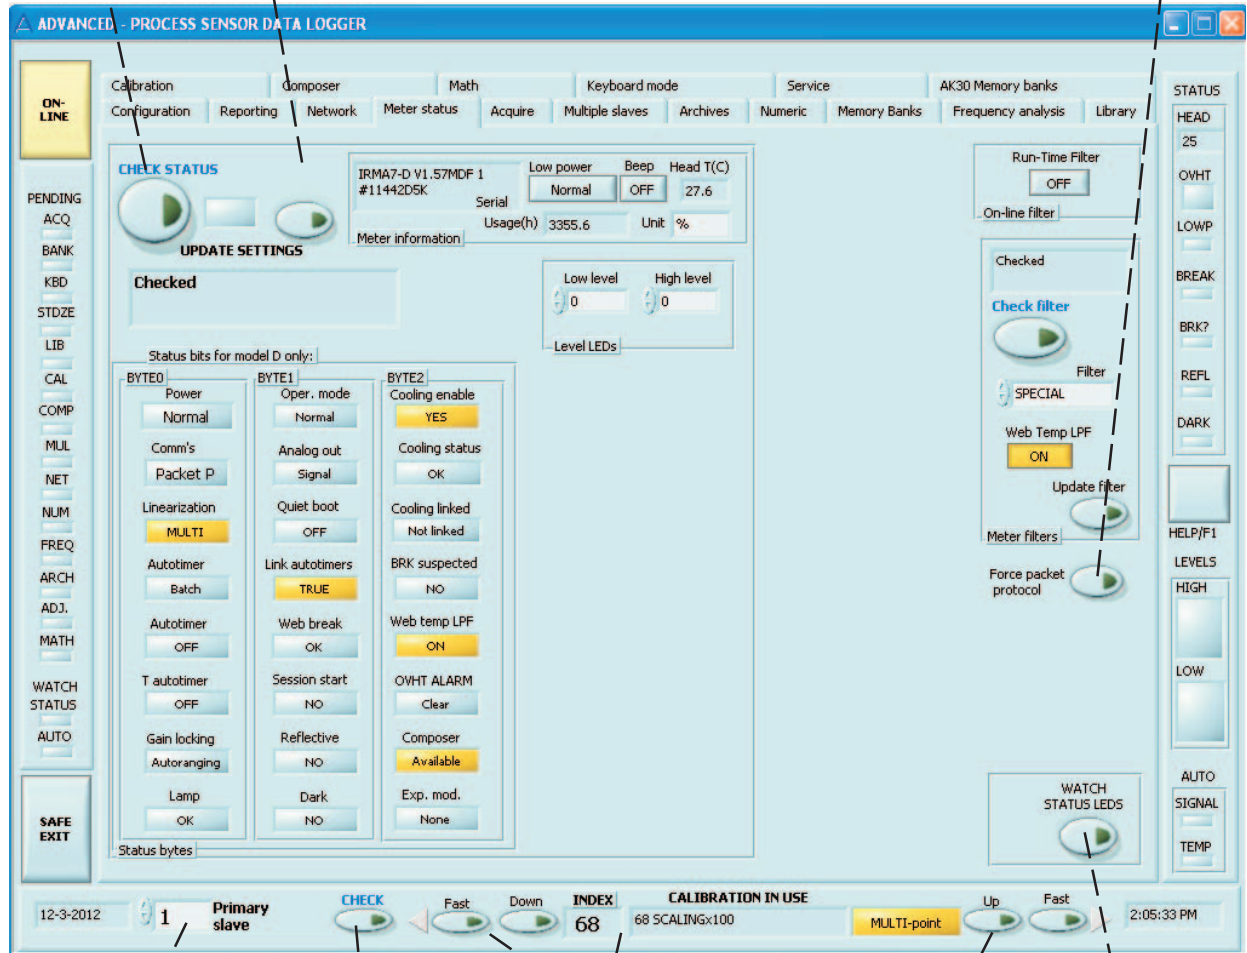 ADVANCED - PROCESS SENSOR DATA LOGGER
ON-
LINE
Calibration Composer Math Keyboard mode Service AK30 Memory banks
Configuration Reporting Network Meter status Acquire Multiple slaves Archives Numeric Memory Banks Frequency analysis Library
PENDING
ACQ
BANK
KBD
STDZE
LIB
CAL
COMP
MUL
NET
NUM
FREQ
ARCH
ADJ.
MATH
WATCH
STATUS
AUTO
SAFE
EXIT
CHECK STATUS
UPDATE SETTINGS
Checked
IRMA7-D V1.57MDF 1
#11442D5K
Serial
Low power
Normal
Beep
OFF
Head T(C)
27.6
Usage(h) 3355.6
Unit %
Meter information
Low level High level
0 0
Level LEDs
Status bits for model D only:
BYTE0
Power
Normal
Comm's
Packet P
Linearization
MULTI
Autotimer
Batch
Autotimer
OFF
T autotimer
OFF
Gain locking
Autoranging
Lamp
OK
BYTE1
Oper. mode
Normal
Analog out
Signal
Quiet boot
OFF
Link autotimers
TRUE
Web break
OK
Session start
NO
Reflective
NO
Dark
NO
BYTE2
Cooling enable
YES
Cooling status
OK
Cooling linked
Not linked
BRK suspected
NO
Web temp LPF
ON
OVHT ALARM
Clear
Composer
Available
Exp. mod.
None
Status bytes
Run-Time Filter
OFF
On-line filter
Checked
Check filter
Filter
SPECIAL
Web Temp LPF
ON
Update filter
Meter filters
Force packet
protocol
WATCH
STATUS LEDS
STATUS
HEAD
25
OVHT
LOWP
BREAK
BRK?
REFL
DARK
HELP/F1
LEVELS
HIGH
LOW
AUTO
SIGNAL
TEMP
12-3-2012
1
Primary
slave
CHECK
Fast Down
INDEX
68
CALIBRATION IN USE
68 SCALINGx100
MULTI-point
Up Fast
2:05:33 PM